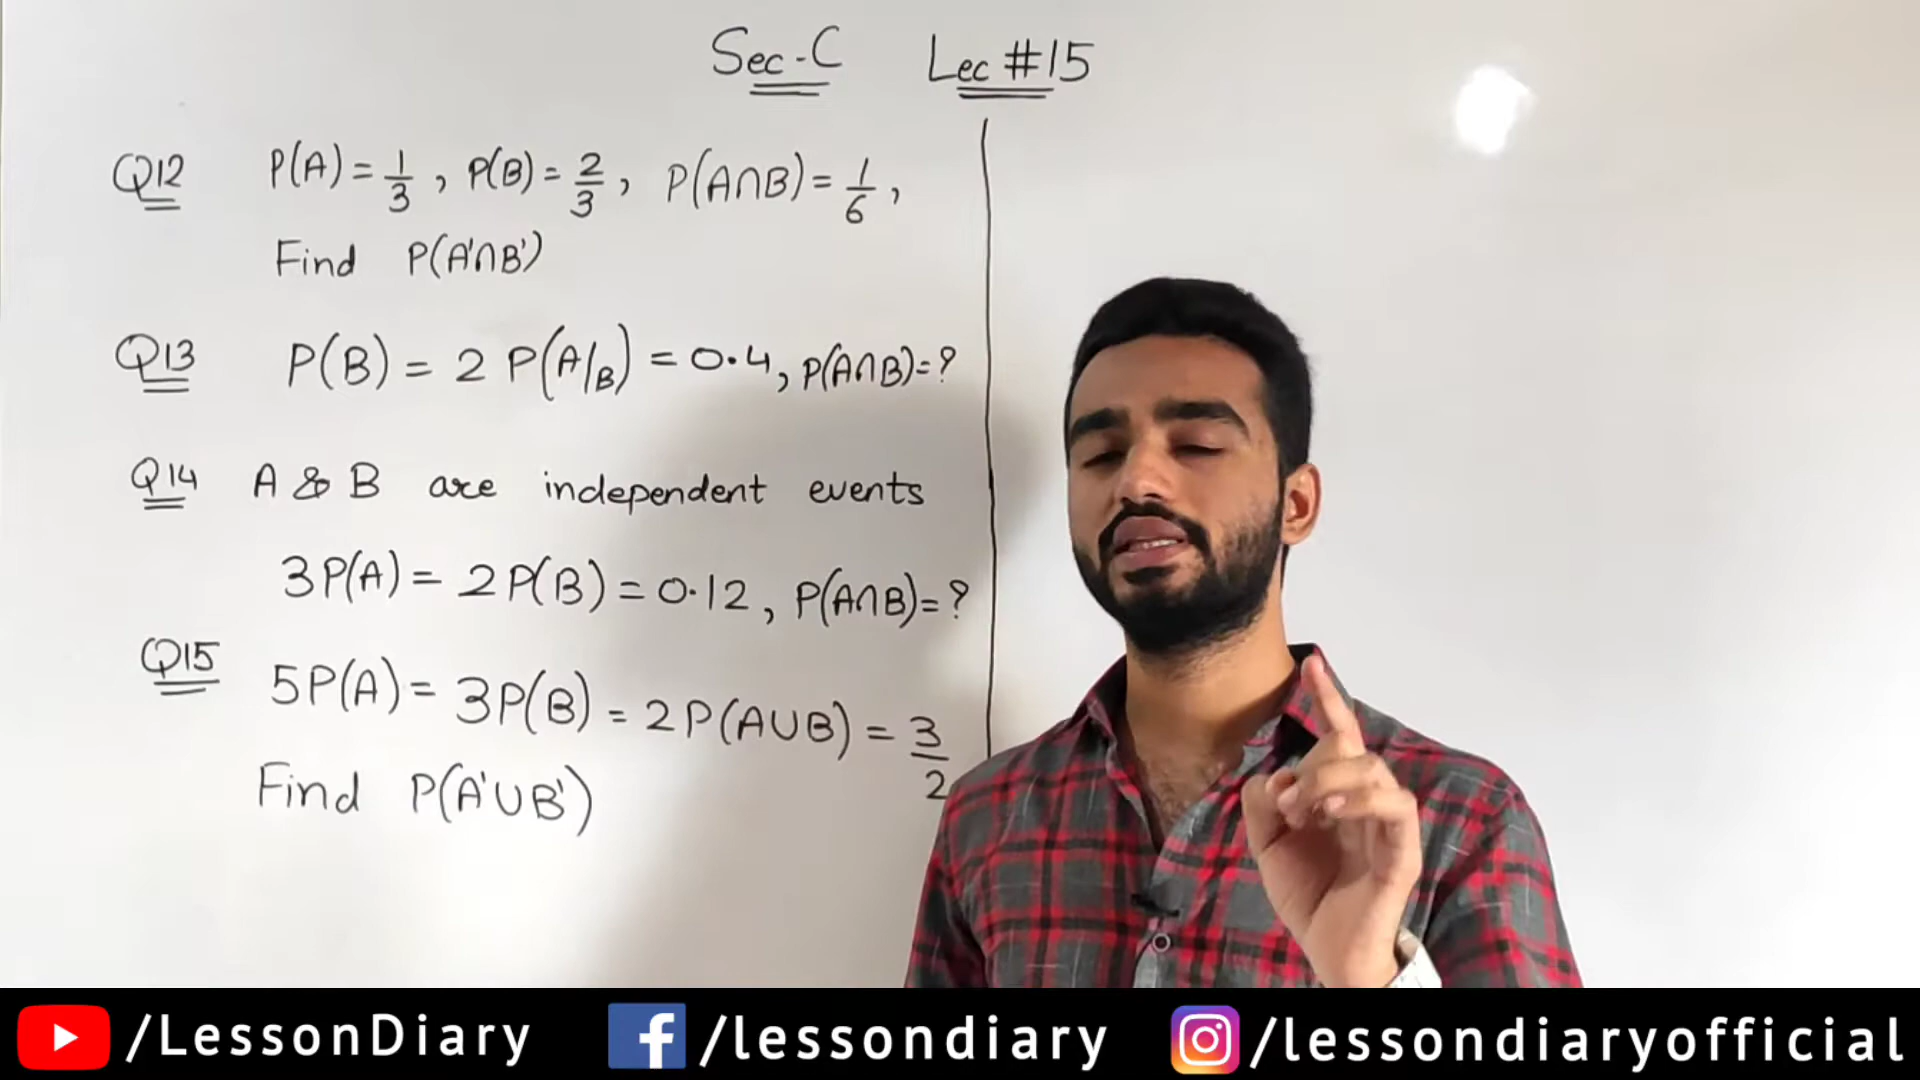 Sec-C Lec #15
Q12 P(A) = 1/3 , P(B) = 2/3 , P(A∩B) = 1/6 ,
Find P(A'∩B')
Q13 P(B) = 2 P(A/B) = 0.4 , P(A∩B) = ?
Q14 A & B are independent events
3P(A) = 2P(B) = 0.12 , P(A∩B) = ?
Q15 5P(A) = 3P(B) = 2P(A∪B) = 3/2
Find P(A'∪B')
/LessonDiary /lessondiary /lessondiaryofficial